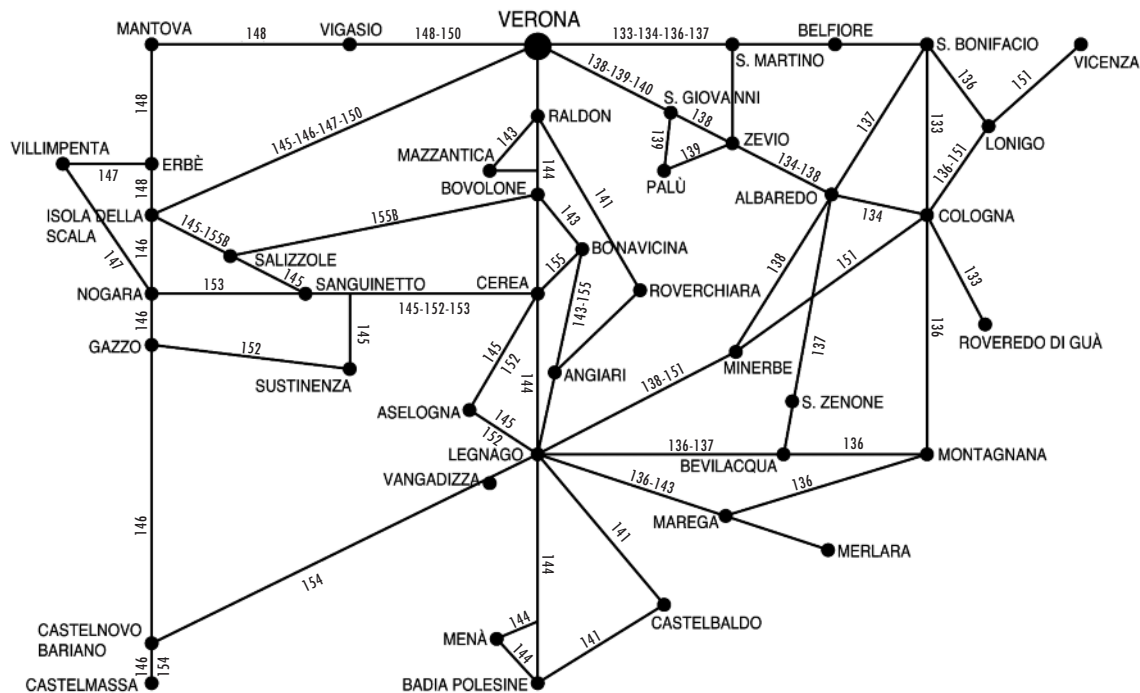 VERONA
MANTOVA
148
VIGASIO
148-150
133-134-136-137
BELFIORE
S. BONIFACIO
S. MARTINO
VICENZA
138-139-140
S. GIOVANNI
136
151
148
145-146-147-150
RALDON
138
137
133
LONIGO
VILLIMPENTA
143
139
ZEVIO
MAZZANTICA
144
139
147
ERBÈ
PALÙ
134-138
136-151
148
BOVOLONE
141
ALBAREDO
ISOLA DELLA
SCALA
155B
134
COLOGNA
145-155B
143
146
BONAVICINA
147
SALIZZOLE
155
138
151
133
145
SANGUINETTO
CEREA
NOGARA
153
145-152-153
143-155
ROVERCHIARA
146
145
136
ROVEREDO DI GUÀ
GAZZO
152
145
152
137
MINERBE
SUSTINENZA
144
ANGIARI
138-151
ASELOGNA
145
152
S. ZENONE
LEGNAGO
136-137
BEVILACQUA
136
MONTAGNANA
VANGADIZZA
136-143
136
MAREGA
146
141
MERLARA
144
154
CASTELBALDO
CASTELNOVO
BARIANO
MENÀ
144
144
141
146
154
CASTELMASSA
BADIA POLESINE